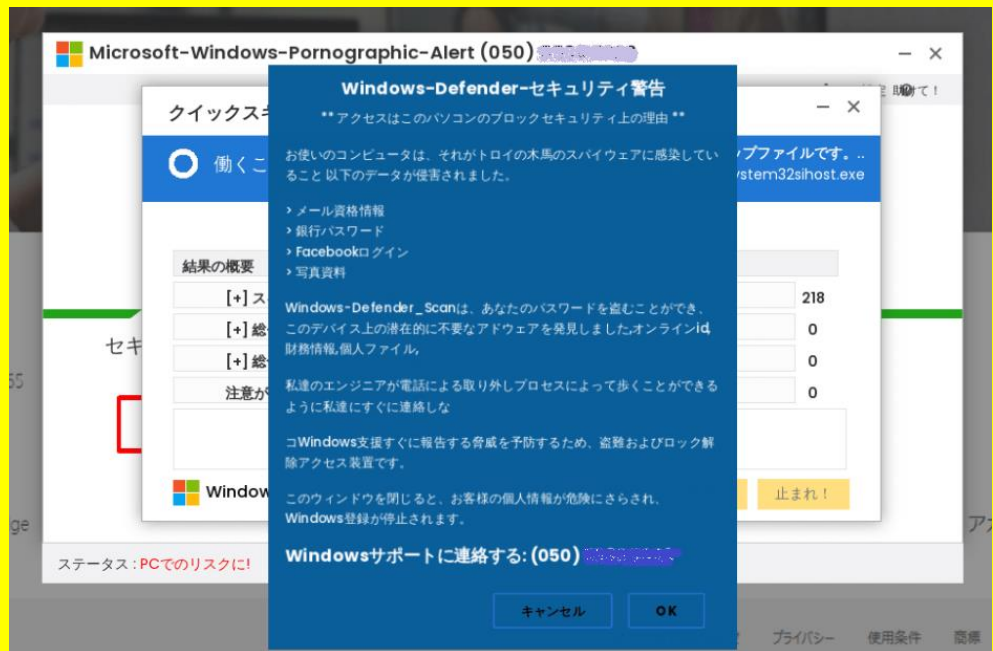 Microsoft-Windows-Pornographic-Alert (050)
助けて!
クイックス
働くこ
ップファイルです。..
ystem32sihost.exe
結果の概要
[+] ス
218
[+] 総
0
[+] 総
0
注意が
0
セキ
Window
止まれ!
ステータス : PCでのリスクに!
Windows-Defender-セキュリティ警告
** アクセスはこのパソコンのブロックセキュリティ上の理由 **
お使いのコンピュータは、それがトロイの木馬のスパイウェアに感染してい
ること 以下のデータが侵害されました。
> メール資格情報
> 銀行パスワード
> Facebookログイン
> 写真資料
Windows-Defender_Scanは、あなたのパスワードを盗むことができ、
このデバイス上の潜在的に不要なアドウェアを発見しました,オンラインid,
財務情報,個人ファイル,
私達のエンジニアが電話による取り外しプロセスによって歩くことができる
ように私達にすぐに連絡しな
コWindows支援すぐに報告する脅威を予防するため、盗難およびロック解
除アクセス装置です。
このウィンドウを閉じると、お客様の個人情報が危険にさらされ、
Windows登録が停止されます。
Windowsサポートに連絡する: (050)
キャンセル
OK
プライバシー
使用条件
商標